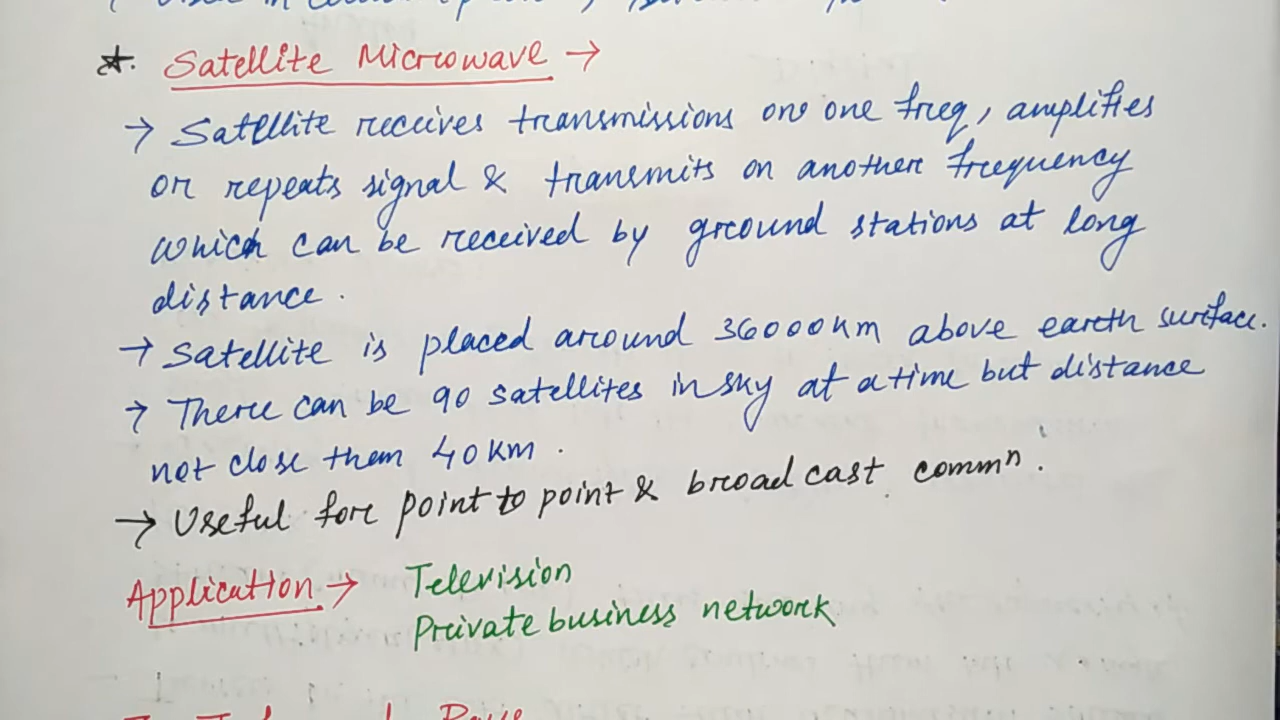 ★. Satellite Microwave →
→ Satellite receives transmissions on one freq, amplifies
or repeats signal & transmits on another frequency
which can be received by ground stations at long
distance.
→ Satellite is placed around 36000km above earth surface.
→ There can be 90 satellites in sky at a time but distance
not close them 40km.
→ Useful for point to point & broadcast commⁿ.
Application → Television
Private business network